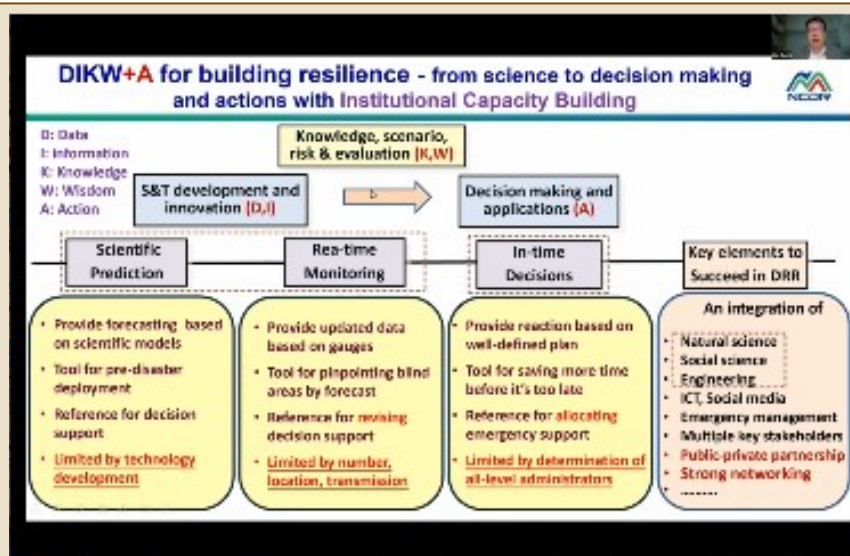 DIKW+A for building resilience - from science to decision making
and actions with Institutional Capacity Building
NCDR
D: Data
I: Information
K: Knowledge
W: Wisdom
A: Action
Knowledge, scenario,
risk & evaluation (K,W)
S&T development and
innovation (D,I)
Decision making and
applications (A)
Scientific
Prediction
Rea-time
Monitoring
In-time
Decisions
Key elements to
Succeed in DRR
• Provide forecasting based
on scientific models
• Tool for pre-disaster
deployment
• Reference for decision
support
• Limited by technology
development
• Provide updated data
based on gauges
• Tool for pinpointing blind
areas by forecast
• Reference for revising
decision support
• Limited by number,
location, transmission
• Provide reaction based on
well-defined plan
• Tool for saving more time
before it's too late
• Reference for allocating
emergency support
• Limited by determination of
all-level administrators
An integration of
• Natural science
• Social science
• Engineering
• ICT, Social media
• Emergency management
• Multiple key stakeholders
• Public-private partnership
• Strong networking
• .......